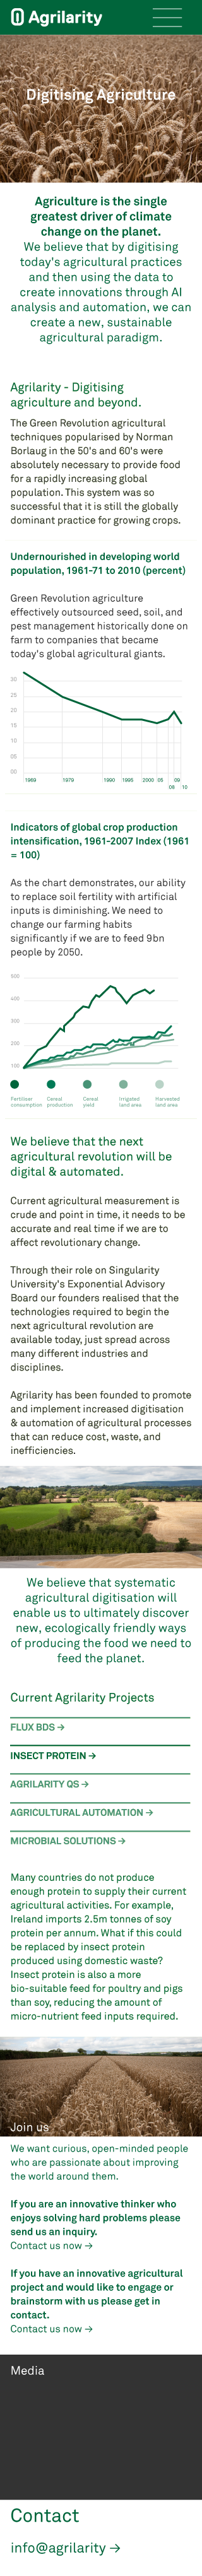 Agrilarity
Digitising Agriculture
Agriculture is the single
greatest driver of climate
change on the planet.
We believe that by digitising
today's agricultural practices
and then using the data to
create innovations through AI
analysis and automation, we can
create a new, sustainable
agricultural paradigm.
Agrilarity - Digitising
agriculture and beyond.
The Green Revolution agricultural
techniques popularised by Norman
Borlaug in the 50's and 60's were
absolutely necessary to provide food
for a rapidly increasing global
population. This system was so
successful that it is still the globally
dominant practice for growing crops.
Undernourished in developing world
population, 1961-71 to 2010 (percent)
Green Revolution agriculture
effectively outsourced seed, soil, and
pest management historically done on
farm to companies that became
today's global agricultural giants.
30
25
20
15
10
05
00
1969 1979 1990 1995 2000 05 09
08 10
Indicators of global crop production
intensification, 1961-2007 Index (1961
= 100)
As the chart demonstrates, our ability
to replace soil fertility with artificial
inputs is diminishing. We need to
change our farming habits
significantly if we are to feed 9bn
people by 2050.
500
400
300
200
100
Fertiliser Cereal Cereal Irrigated Harvested
consumption production yield land area land area
We believe that the next
agricultural revolution will be
digital & automated.
Current agricultural measurement is
crude and point in time, it needs to be
accurate and real time if we are to
affect revolutionary change.
Through their role on Singularity
University's Exponential Advisory
Board our founders realised that the
technologies required to begin the
next agricultural revolution are
available today, just spread across
many different industries and
disciplines.
Agrilarity has been founded to promote
and implement increased digitisation
& automation of agricultural processes
that can reduce cost, waste, and
inefficiencies.
We believe that systematic
agricultural digitisation will
enable us to ultimately discover
new, ecologically friendly ways
of producing the food we need to
feed the planet.
Current Agrilarity Projects
FLUX BDS →
INSECT PROTEIN →
AGRILARITY QS →
AGRICULTURAL AUTOMATION →
MICROBIAL SOLUTIONS →
Many countries do not produce
enough protein to supply their current
agricultural activities. For example,
Ireland imports 2.5m tonnes of soy
protein per annum. What if this could
be replaced by insect protein
produced using domestic waste?
Insect protein is also a more
bio-suitable feed for poultry and pigs
than soy, reducing the amount of
micro-nutrient feed inputs required.
Join us
We want curious, open-minded people
who are passionate about improving
the world around them.
If you are an innovative thinker who
enjoys solving hard problems please
send us an inquiry.
Contact us now →
If you have an innovative agricultural
project and would like to engage or
brainstorm with us please get in
contact.
Contact us now →
Media
Contact
info@agrilarity →